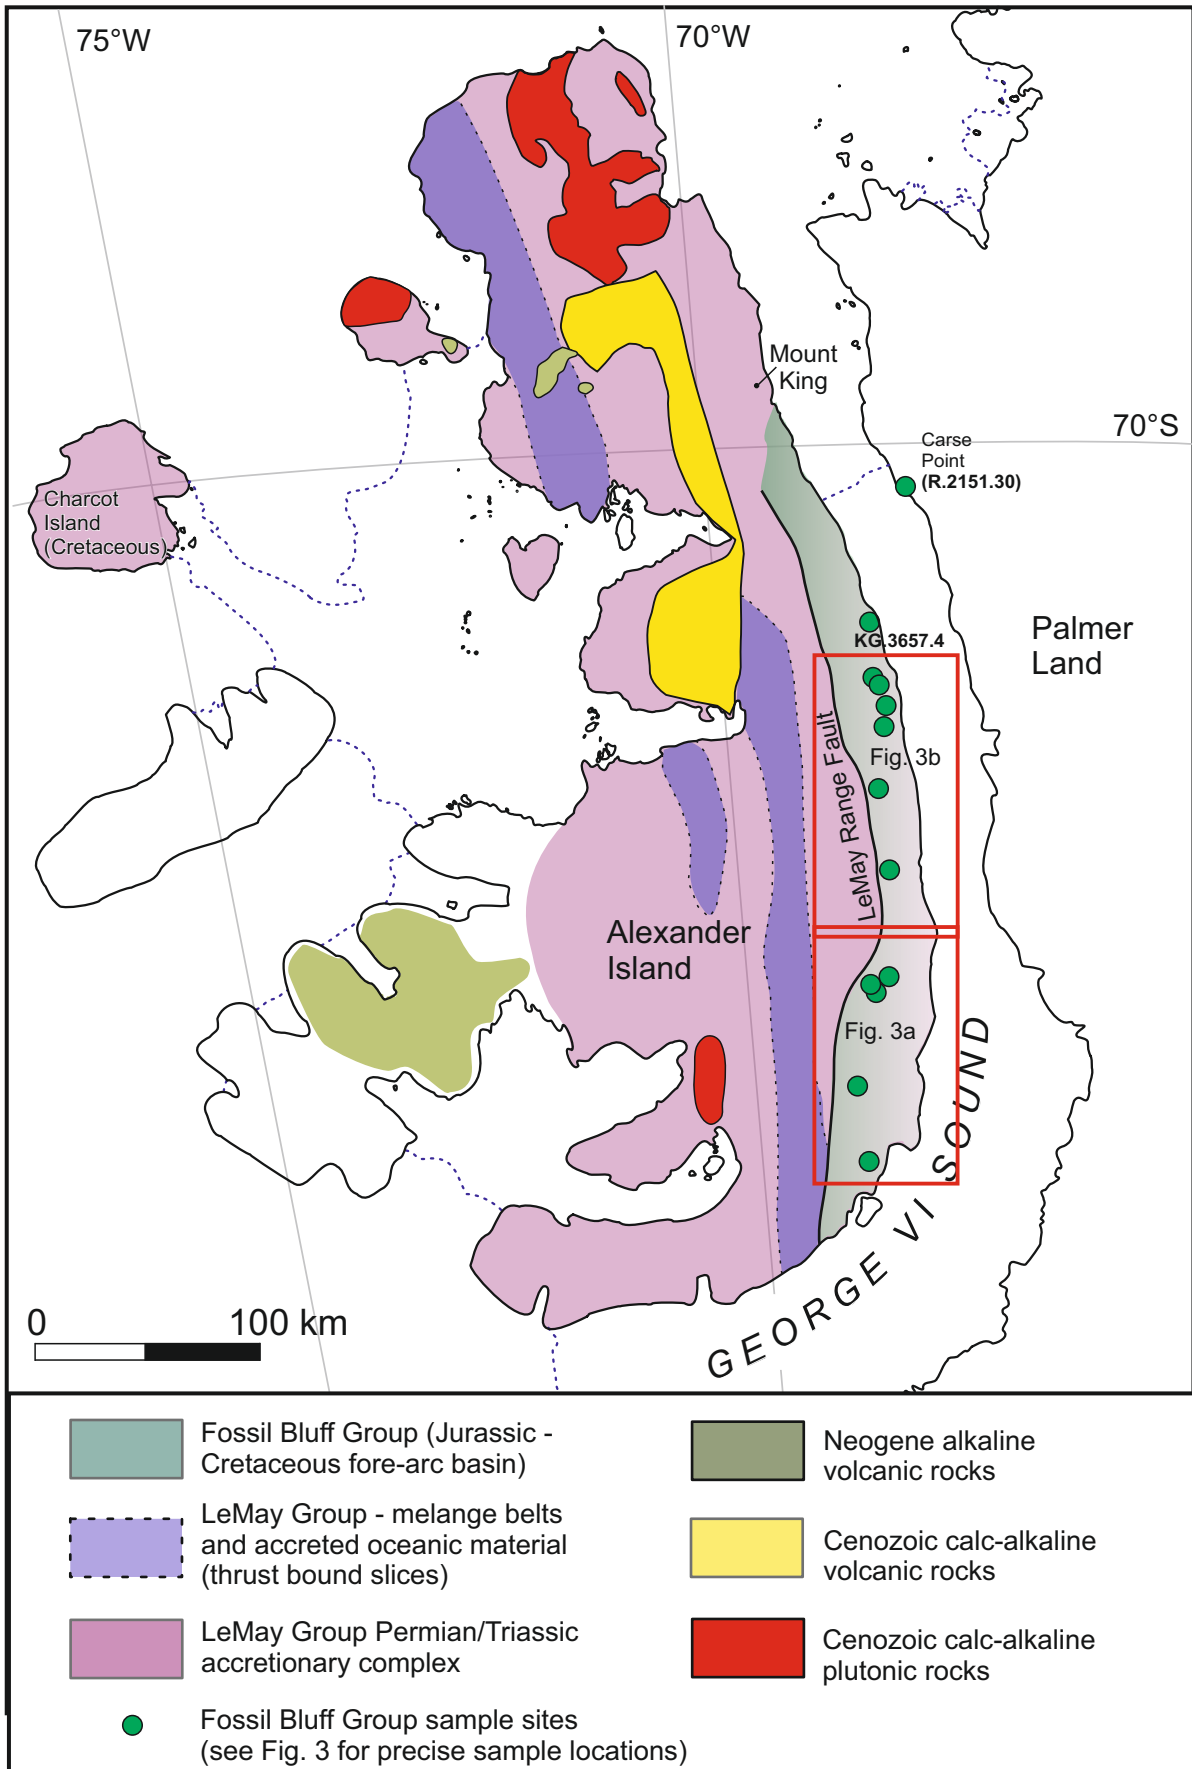 75°W
70°W
Mount
King
70°S
Carse
Point
(R.2151.30)
Charcot
Island
(Cretaceous)
Palmer
Land
KG.3657.4
LeMay Range Fault
Fig. 3b
Alexander
Island
Fig. 3a
GEORGE VI SOUND
0 100 km
Fossil Bluff Group (Jurassic -
Cretaceous fore-arc basin)
LeMay Group - melange belts
and accreted oceanic material
(thrust bound slices)
LeMay Group Permian/Triassic
accretionary complex
Fossil Bluff Group sample sites
(see Fig. 3 for precise sample locations)
Neogene alkaline
volcanic rocks
Cenozoic calc-alkaline
volcanic rocks
Cenozoic calc-alkaline
plutonic rocks